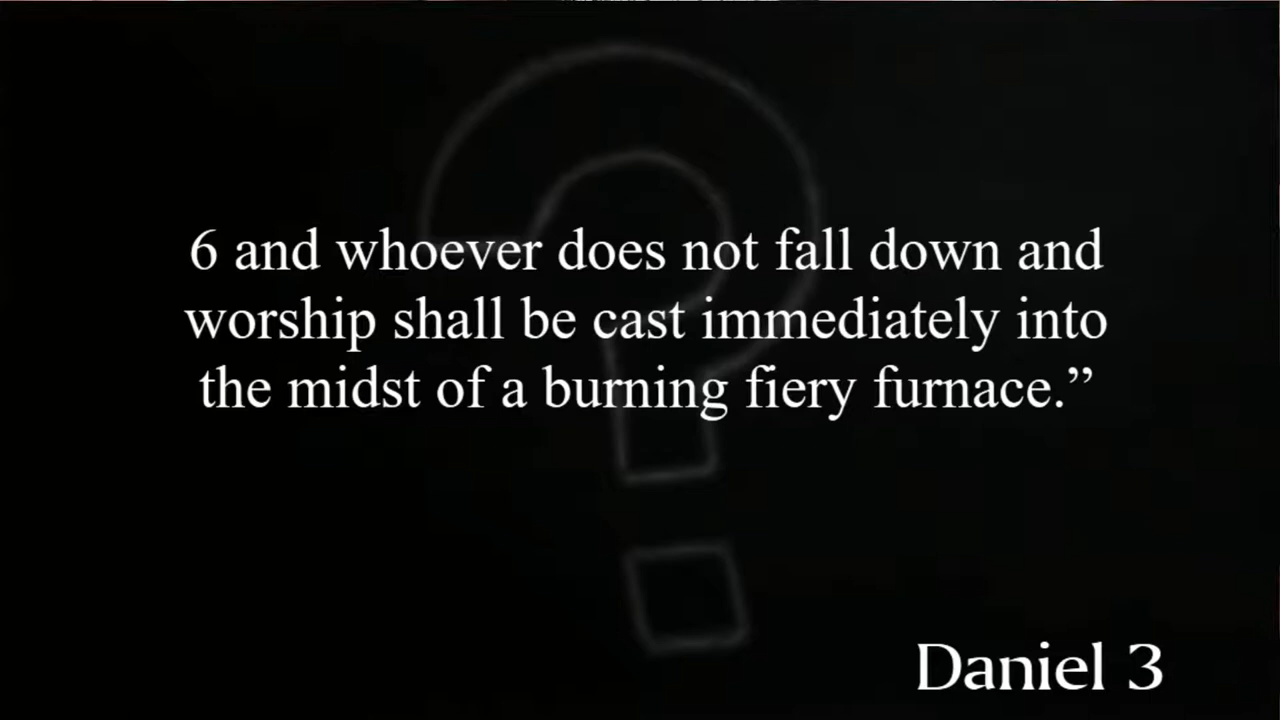 6 and whoever does not fall down and
worship shall be cast immediately into
the midst of a burning fiery furnace.”
Daniel 3